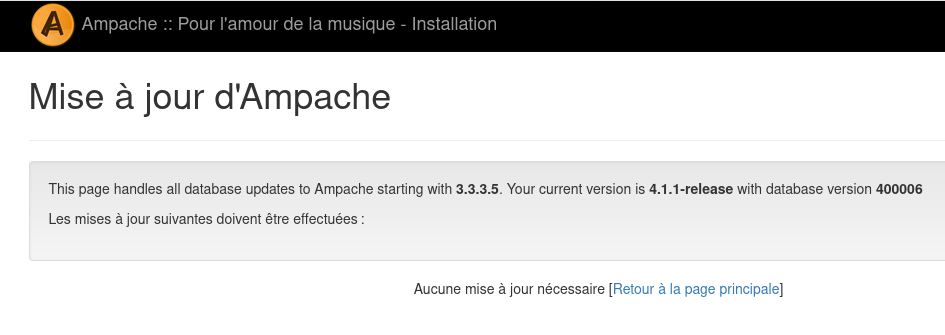 Ampache :: Pour l'amour de la musique - Installation
Mise à jour d'Ampache
This page handles all database updates to Ampache starting with 3.3.3.5. Your current version is 4.1.1-release with database version 400006
Les mises à jour suivantes doivent être effectuées :
Aucune mise à jour nécessaire [Retour à la page principale]